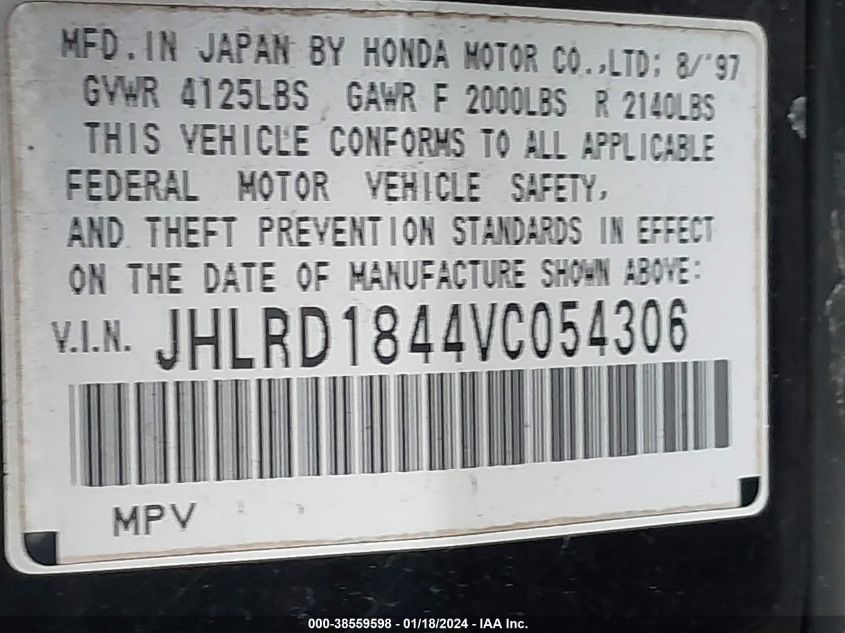 MFD. IN JAPAN BY HONDA MOTOR CO.,LTD: 8/'97
GVWR 4125LBS GAWR F 2000LBS R 2140LBS
THIS VEHICLE CONFORMS TO ALL APPLICABLE
FEDERAL MOTOR VEHICLE SAFETY,
AND THEFT PREVENTION STANDARDS IN EFFECT
ON THE DATE OF MANUFACTURE SHOWN ABOVE:
V.I.N. JHLRD1844VC054306
MPV
000-38559598 - 01/18/2024 - IAA Inc.